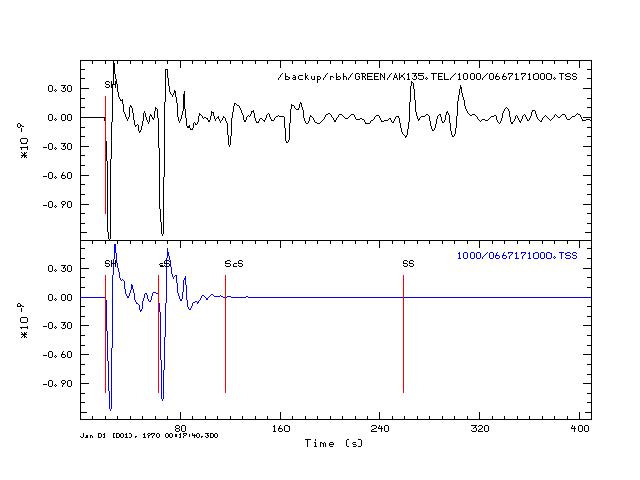 /backup/rbh/GREEN/AK135.TEL/1000/0667171000.TSS
SH
0.30
0.00
-0.30
-0.60
-0.90
*10 -9
1000/0667171000.TSS
SH sS ScS SS
0.30
0.00
-0.30
-0.60
-0.90
*10 -9
80 160 240 320 400
Jan 01 (001), 1970 00:17:40.300
Time (s)